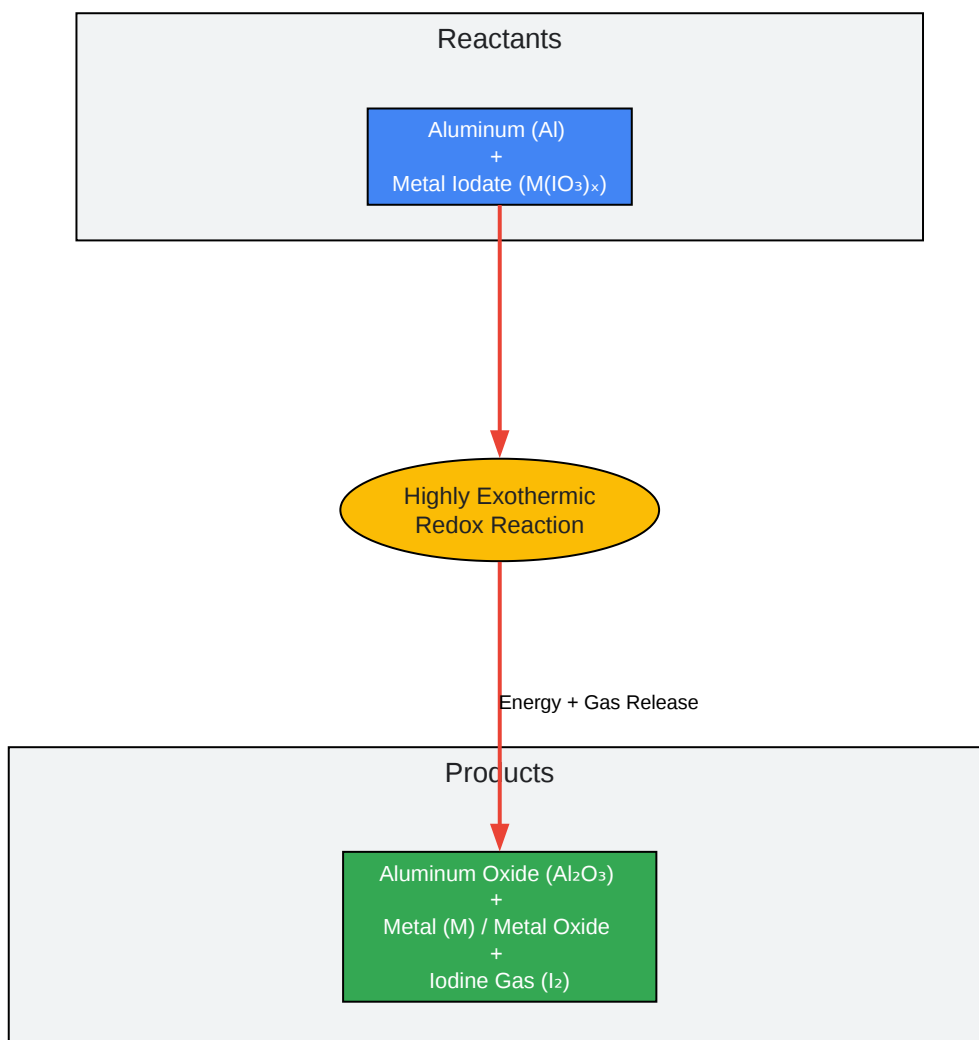 Reactants
Aluminum (Al)
+
Metal Iodate (M(IO₃)ₓ)
Highly Exothermic
Redox Reaction
Energy + Gas Release
Products
Aluminum Oxide (Al₂O₃)
+
Metal (M) / Metal Oxide
+
Iodine Gas (I₂)